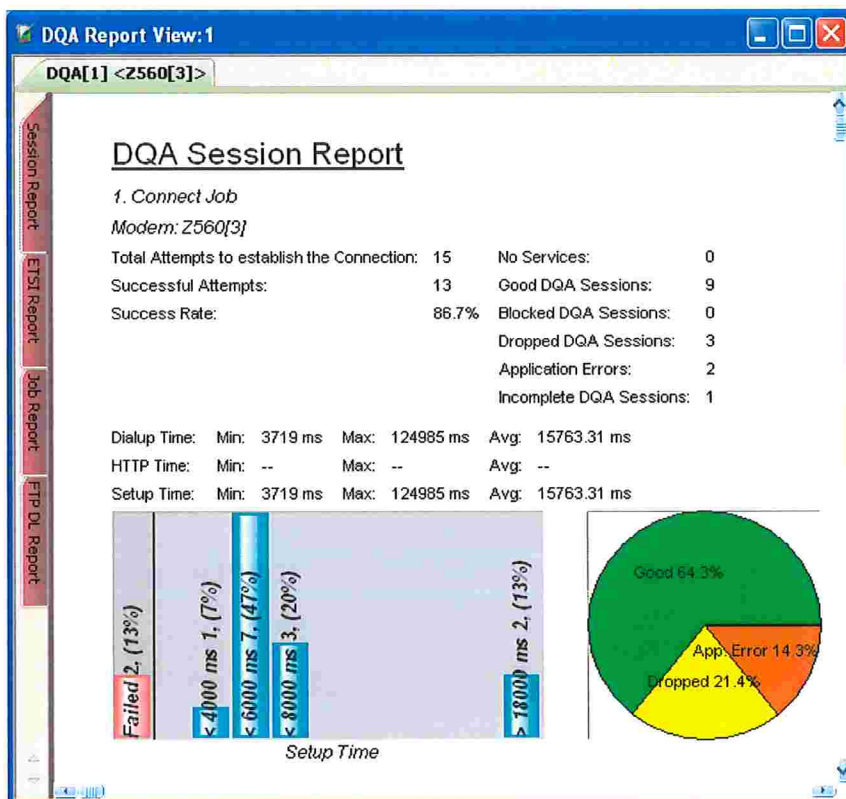 DQA Report View:1
DQA[1] <Z560[3]>
Session Report
ETSI Report
Job Report
FTP DL Report
DQA Session Report
1. Connect Job
Modem: Z560[3]
Total Attempts to establish the Connection: 15 No Services: 0
Successful Attempts: 13 Good DQA Sessions: 9
Success Rate: 86.7% Blocked DQA Sessions: 0
Dropped DQA Sessions: 3
Application Errors: 2
Incomplete DQA Sessions: 1
Dialup Time: Min: 3719 ms Max: 124985 ms Avg: 15763.31 ms
HTTP Time: Min: -- Max: -- Avg: --
Setup Time: Min: 3719 ms Max: 124985 ms Avg: 15763.31 ms
Failed 2, (13%)
< 4000 ms 1, (7%)
< 6000 ms 7, (47%)
< 8000 ms 3, (20%)
> 18000 ms 2, (13%)
Setup Time
Good 64.3%
App. Error 14.3%
Dropped 21.4%